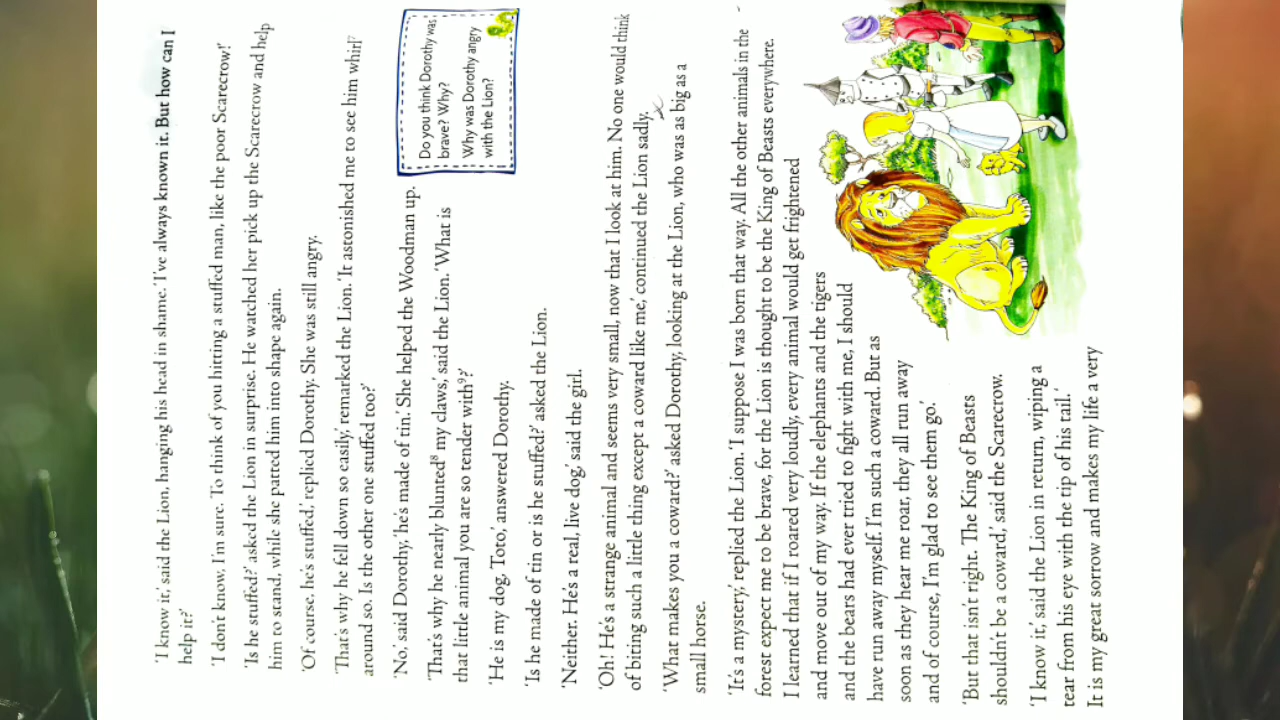 'I know it,' said the Lion, hanging his head in shame. 'I've always known it. But how can I
help it?'
'I don't know, I'm sure. To think of you hitting a stuffed man, like the poor Scarecrow!'
'Is he stuffed?' asked the Lion in surprise. He watched her pick up the Scarecrow and help
him to stand, while she patted him into shape again.
'Of course, he's stuffed,' replied Dorothy. She was still angry.
'That's why he fell down so easily,' remarked the Lion. 'It astonished me to see him whirl⁷
around so. Is the other one stuffed too?'
'No,' said Dorothy, 'he's made of tin.' She helped the Woodman up.
'That's why he nearly blunted⁸ my claws,' said the Lion. 'What is
that little animal you are so tender with⁹?'
'He is my dog, Toto,' answered Dorothy.
Do you think Dorothy was
brave? Why?
Why was Dorothy angry
with the Lion?
'Is he made of tin or is he stuffed?' asked the Lion.
'Neither. He's a real, live dog,' said the girl.
'Oh! He's a strange animal and seems very small, now that I look at him. No one would think
of biting such a little thing except a coward like me,' continued the Lion sadly.
'What makes you a coward?' asked Dorothy, looking at the Lion, who was as big as a
small horse.
'It's a mystery,' replied the Lion. 'I suppose I was born that way. All the other animals in the
forest expect me to be brave, for the Lion is thought to be the King of Beasts everywhere.
I learned that if I roared very loudly, every animal would get frightened
and move out of my way. If the elephants and the tigers
and the bears had ever tried to fight with me, I should
have run away myself. I'm such a coward. But as
soon as they hear me roar, they all run away
and of course, I'm glad to see them go.'
'But that isn't right. The King of Beasts
shouldn't be a coward,' said the Scarecrow.
'I know it,' said the Lion in return, wiping a
tear from his eye with the tip of his tail.'
It is my great sorrow and makes my life a very